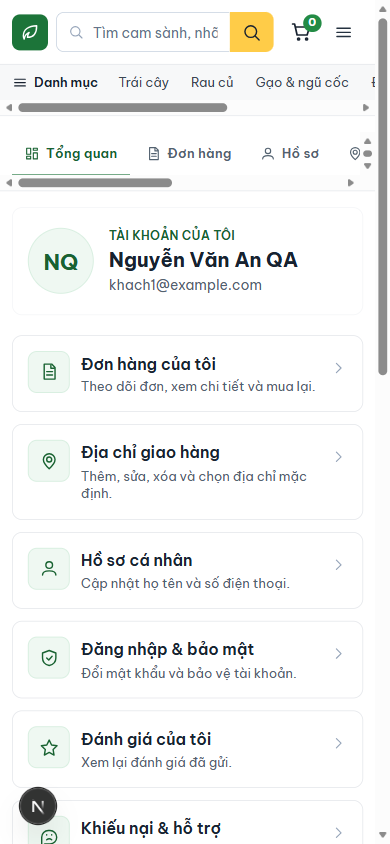 Tìm cam sành, nhã
0
Danh mục
Trái cây
Rau củ
Gạo & ngũ cốc
Tổng quan
Đơn hàng
Hồ sơ
NQ
TÀI KHOẢN CỦA TÔI
Nguyễn Văn An QA
khach1@example.com
Đơn hàng của tôi
Theo dõi đơn, xem chi tiết và mua lại.
Địa chỉ giao hàng
Thêm, sửa, xóa và chọn địa chỉ mặc
định.
Hồ sơ cá nhân
Cập nhật họ tên và số điện thoại.
Đăng nhập & bảo mật
Đổi mật khẩu và bảo vệ tài khoản.
Đánh giá của tôi
Xem lại đánh giá đã gửi.
N
Khiếu nại & hỗ trợ